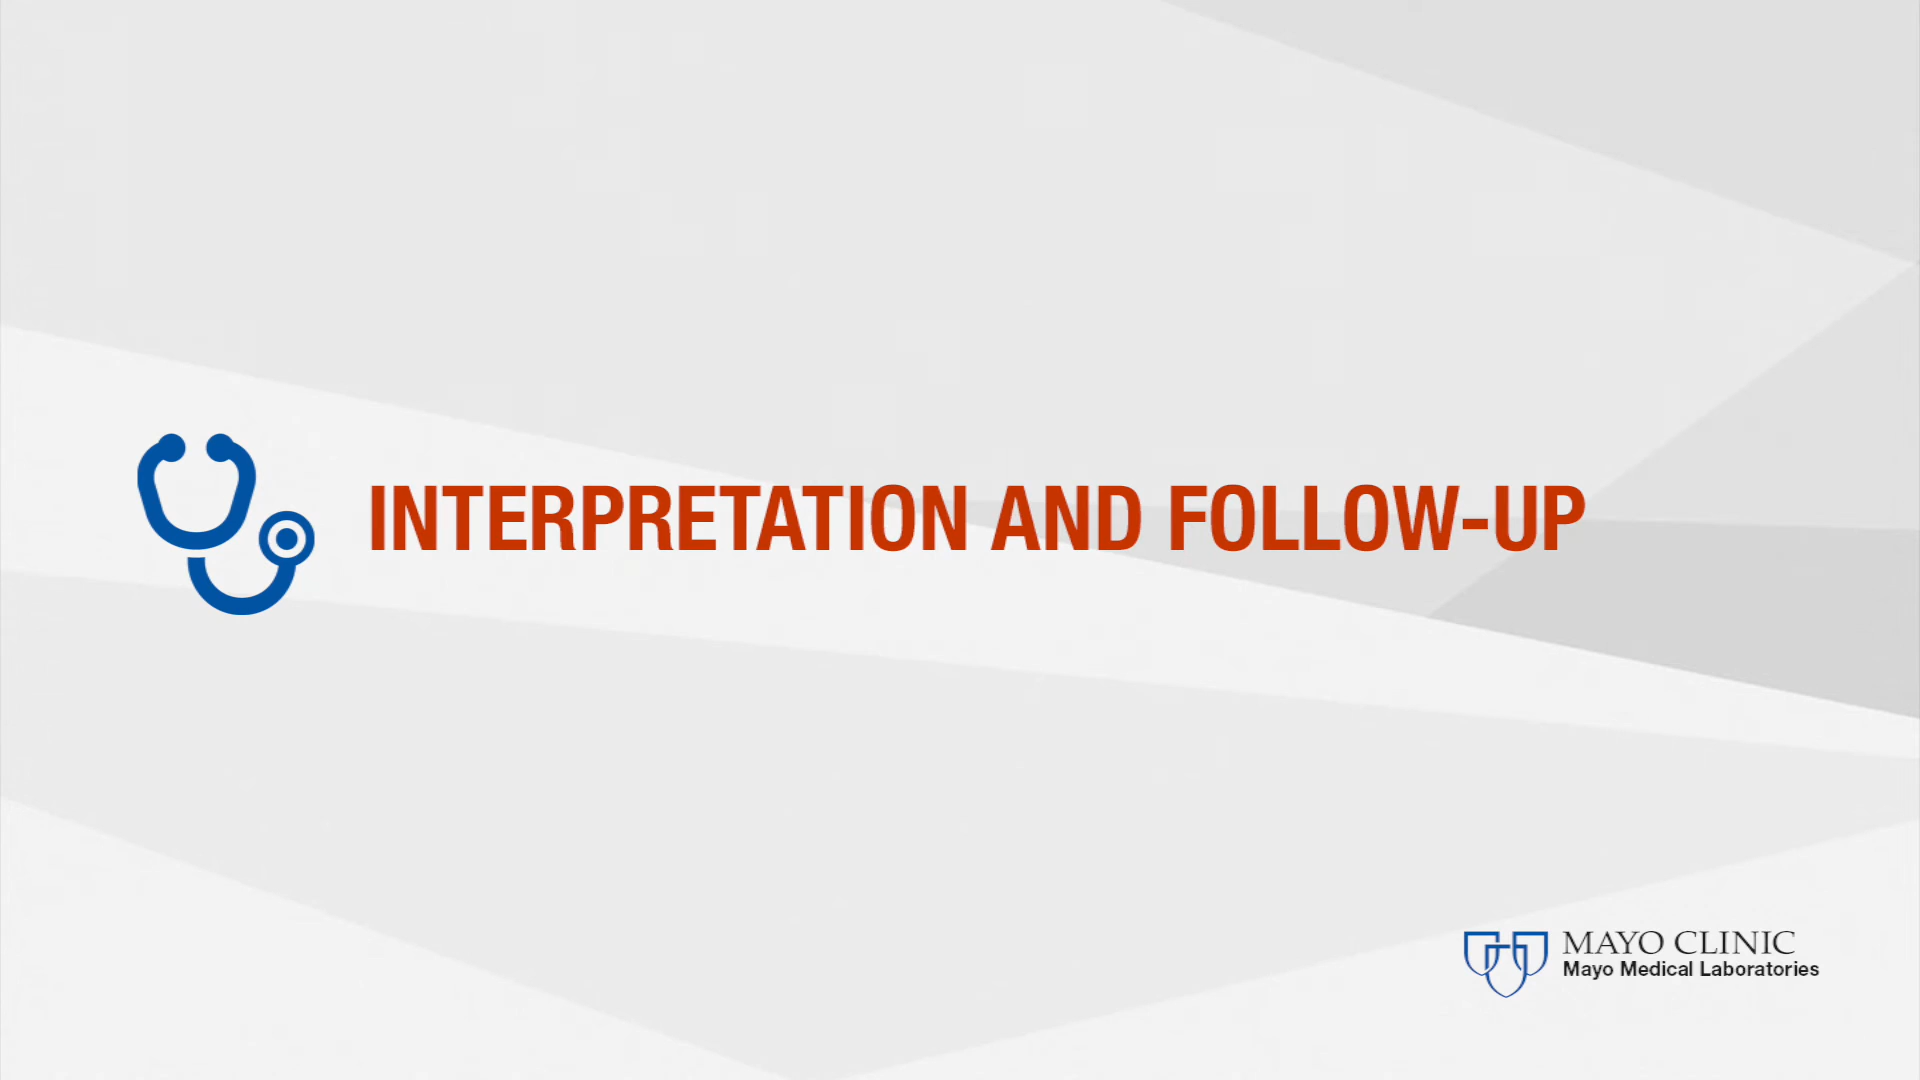 INTERPRETATION AND FOLLOW-UP
MAYO CLINIC
Mayo Medical Laboratories